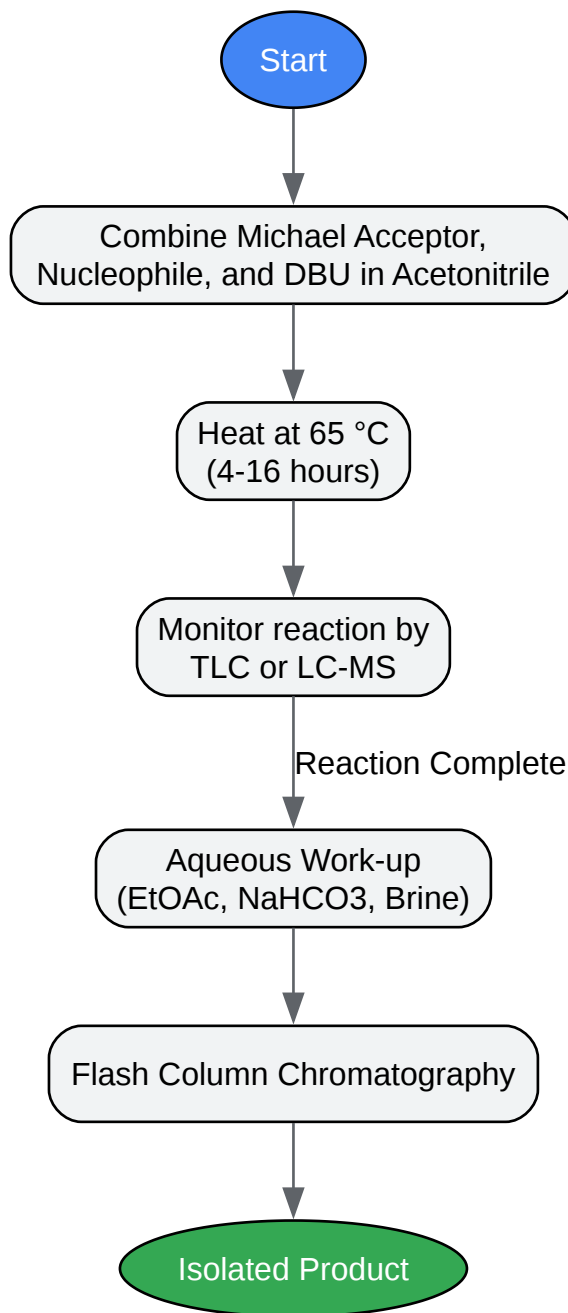 Start
Combine Michael Acceptor,
Nucleophile, and DBU in Acetonitrile
Heat at 65 °C
(4-16 hours)
Monitor reaction by
TLC or LC-MS
Reaction Complete
Aqueous Work-up
(EtOAc, NaHCO3, Brine)
Flash Column Chromatography
Isolated Product